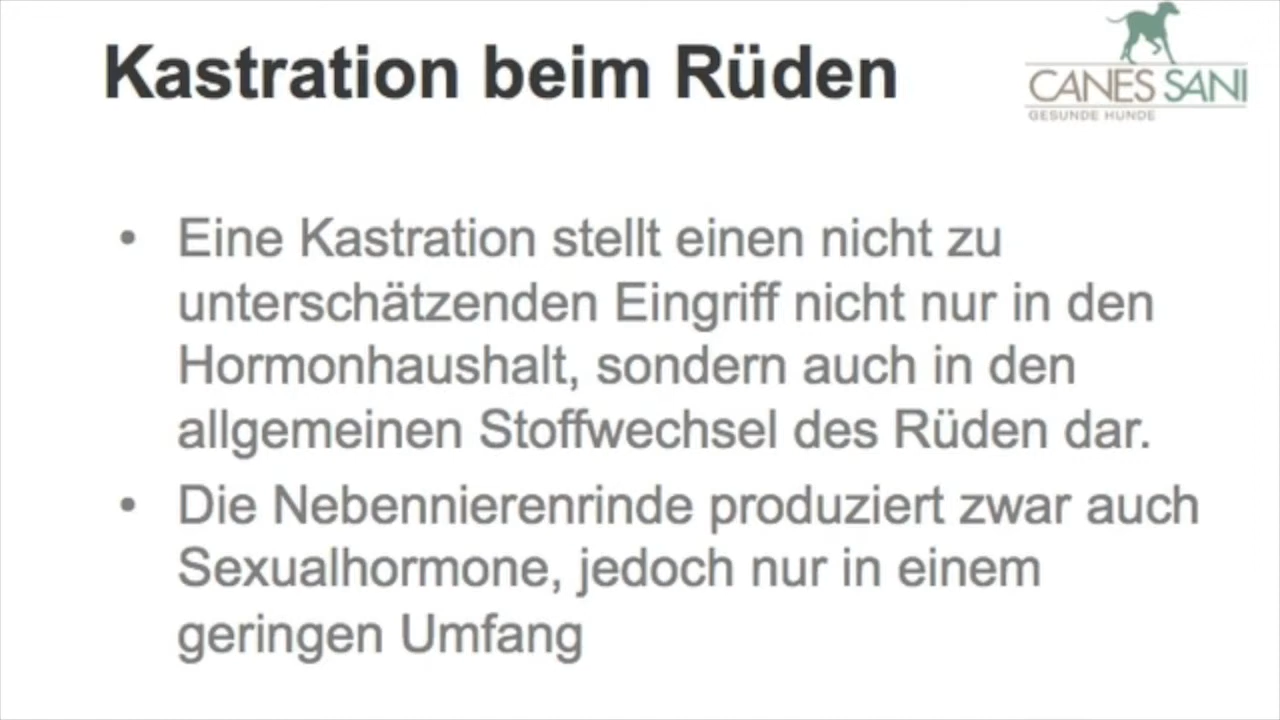 Kastration beim Rüden
CANES SANI
GESUNDE HUNDE
• Eine Kastration stellt einen nicht zu
unterschätzenden Eingriff nicht nur in den
Hormonhaushalt, sondern auch in den
allgemeinen Stoffwechsel des Rüden dar.
• Die Nebennierenrinde produziert zwar auch
Sexualhormone, jedoch nur in einem
geringen Umfang